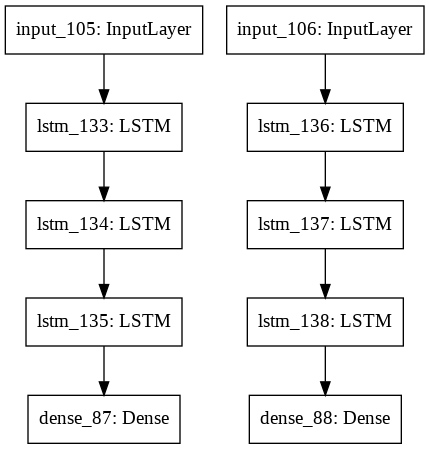 input_105: InputLayer
input_106: InputLayer
lstm_133: LSTM
lstm_136: LSTM
lstm_134: LSTM
lstm_137: LSTM
lstm_135: LSTM
lstm_138: LSTM
dense_87: Dense
dense_88: Dense